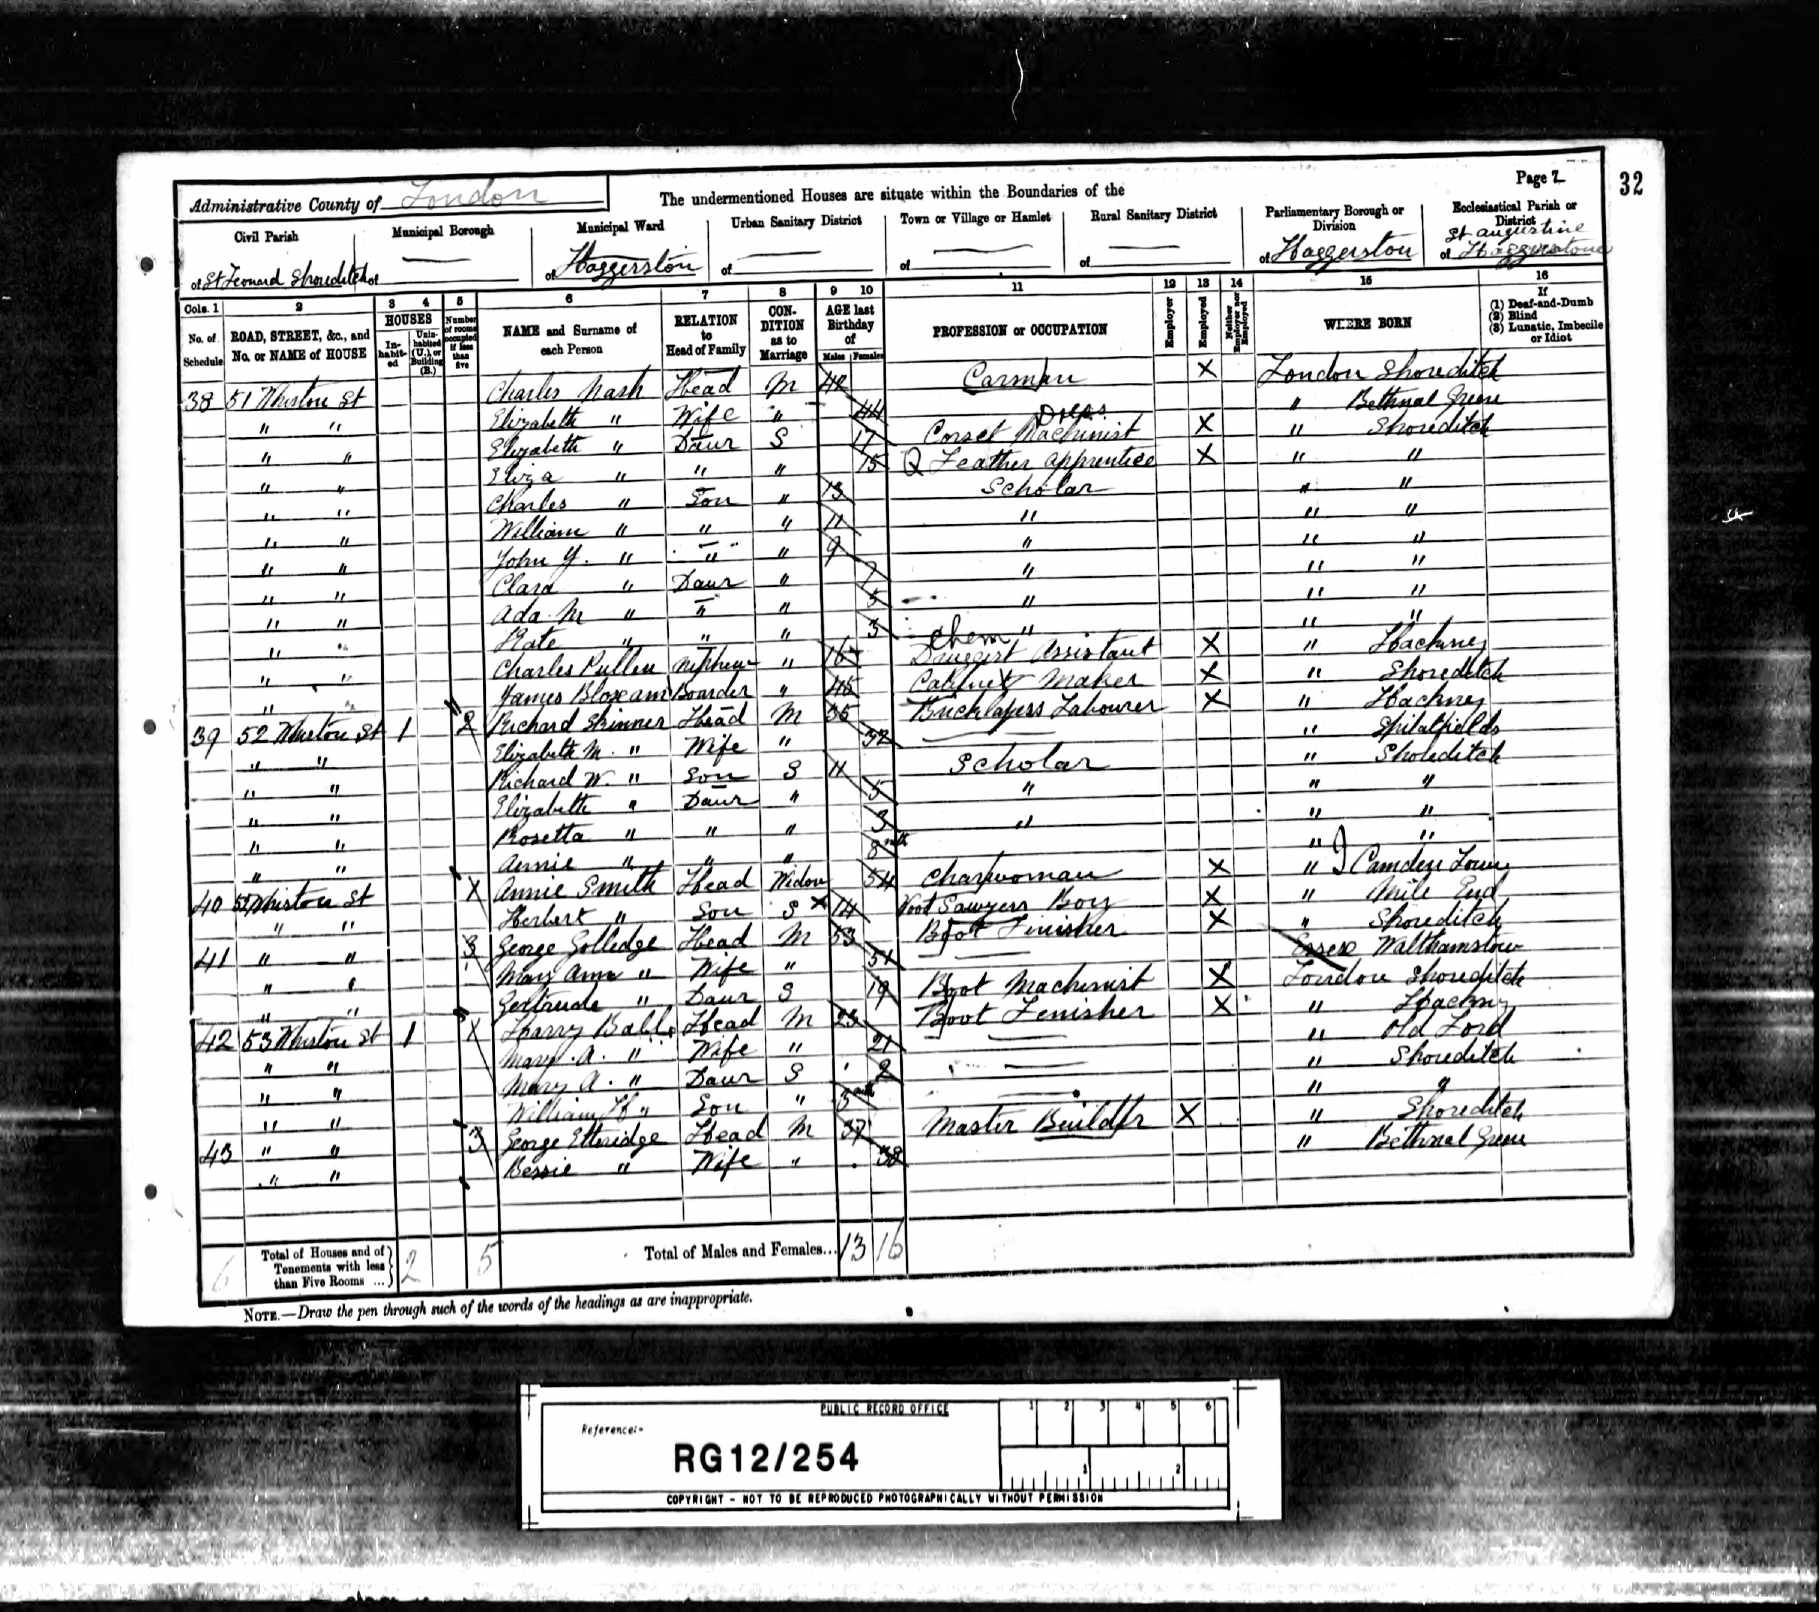 Page 7
32
Administrative County of London
The undermentioned Houses are situate within the Boundaries of the
Civil Parish
of St Leonard Shoreditch
Municipal Borough
of
Municipal Ward
of Haggerston
Urban Sanitary District
of
Town or Village or Hamlet
of
Rural Sanitary District
of
Parliamentary Borough or Division
of Haggerston
Ecclesiastical Parish or District
of St Augustine Haggerstone
Cols. 1 2 3 4 5 6 7 8 9 10 11 12 13 14 15 16
No. of Schedule
ROAD, STREET, &c., and No. or NAME of HOUSE
HOUSES
In-habit-ed
Unin-habited (U.), or Building (B.)
Number of rooms occupied if less than five
NAME and Surname of each Person
RELATION to Head of Family
CON-DITION as to Marriage
AGE last Birthday of
Males Females
PROFESSION or OCCUPATION
Employer
Employed
Neither Employer nor Employed
WHERE BORN
If
(1) Deaf-and-Dumb
(2) Blind
(3) Lunatic, Imbecile or Idiot
38 51 Whiston St Charles Nash Head M 42 Carman X London Shoreditch
" " Elizabeth " Wife " 44 " Bethnal Green
" " Elizabeth " Daur S 17 Corset Machinist X " Shoreditch
" " Eliza " " " 15 Feather apprentice X " "
" " Charles " Son " 13 Scholar " "
" " William " " " 11 " " "
" " John Y. " " " 9 " " "
" " Clara " Daur " 7 " " "
" " Ada M " " " 5 " " "
" " Kate " " " 3 " " "
" " Charles Pullen Nephew " 16 Chem Druggist Assistant X " Hackney
" " James Bloxam Boarder " 45 Cabinet Maker X " Shoreditch
39 52 Whiston St 1 2 Richard Skinner Head M 35 Bricklayers Labourer X " Hackney
" " Elizabeth M. " Wife " 32 " Spitalfields
" " Richard W. " Son S 11 Scholar " Shoreditch
" " Elizabeth " Daur " 5 " " "
" " Rosetta " " " 3 " " "
" " Annie " " " 8 mth " "
40 52 Whiston St X Annie Smith Head Widow 54 Charwoman X " Camden Town
" " Herbert " Son S X 14 Sawyers Boy X " Mile End
41 " " 3 George Golledge Head M 53 Boot Finisher X " Shoreditch
" " Mary Ann " Wife " 51 Essex Walthamstow
" " Gertrude " Daur S 19 Boot Machinist X London Shoreditch
42 53 Whiston St 1 X Harry Balls Head M 23 Boot Finisher X " Hackney
" " Mary. A. " Wife " 21 " Old Ford
" " Mary A. " Daur S 2 " Shoreditch
" " William H " Son " 3 mth " "
43 " " 3 George Etteridge Head M 37 Master Builder X " Shoreditch
" " Bessie " Wife " 38 " Bethnal Green
6 Total of Houses and of Tenements with less than Five Rooms ... 2 5 Total of Males and Females... 13 16
NOTE.—Draw the pen through such of the words of the headings as are inappropriate.
PUBLIC RECORD OFFICE
Reference:-
RG12/254
1 2 3 4 5 6
1 2
COPYRIGHT - NOT TO BE REPRODUCED PHOTOGRAPHICALLY WITHOUT PERMISSION